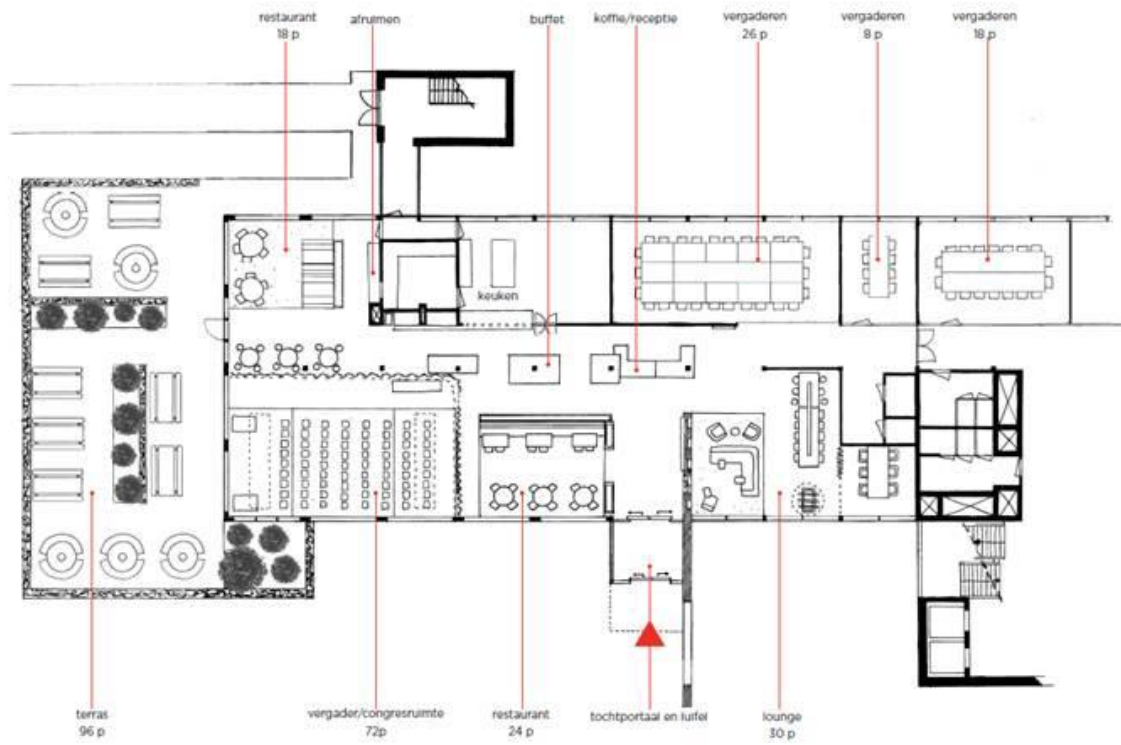 restaurant
18 p
afruimen
buffet
koffie/receptie
vergaderen
26 p
vergaderen
8 p
vergaderen
18 p
keuken
terras
96 p
vergader/congresruimte
72p
restaurant
24 p
tochtportaal en luifel
lounge
30 p